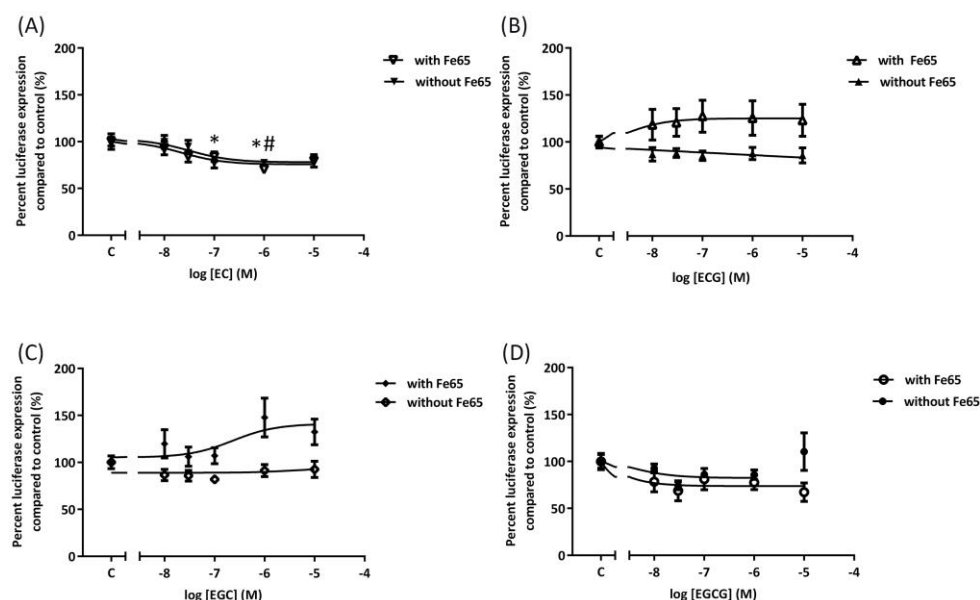 (A)
Percent luciferase expression
compared to control (%)
200
150
100
50
0
* *#
C -8 -7 -6 -5 -4
log [EC] (M)
with Fe65
without Fe65
(B)
Percent luciferase expression
compared to control (%)
200
150
100
50
0
C -8 -7 -6 -5 -4
log [ECG] (M)
with Fe65
without Fe65
(C)
Percent luciferase expression
compared to control (%)
200
150
100
50
0
C -8 -7 -6 -5 -4
log [EGC] (M)
with Fe65
without Fe65
(D)
Percent luciferase expression
compared to control (%)
200
150
100
50
0
C -8 -7 -6 -5 -4
log [EGCG] (M)
with Fe65
without Fe65